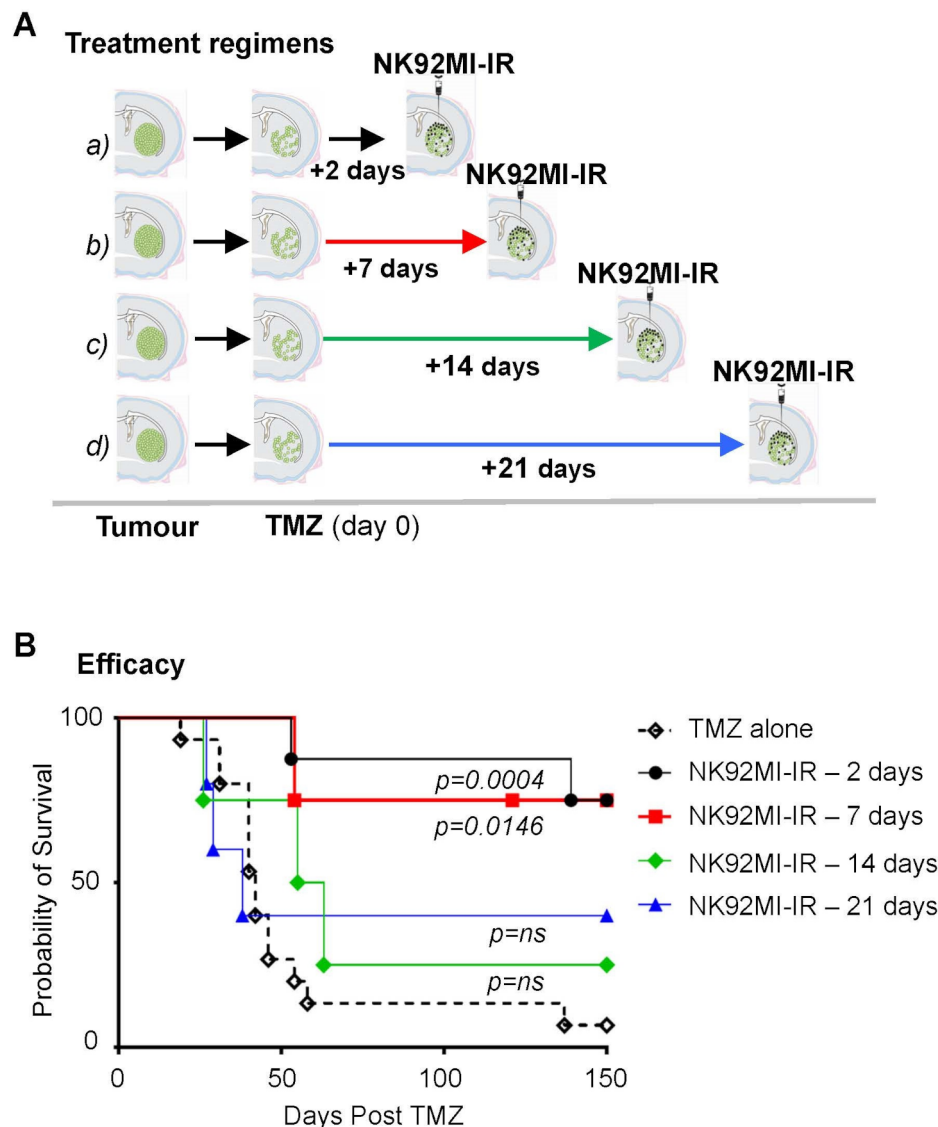 A
Treatment regimens
NK92MI-IR
a)
+2 days
NK92MI-IR
b)
+7 days
NK92MI-IR
c)
+14 days
NK92MI-IR
d)
+21 days
Tumour TMZ (day 0)
B
Efficacy
Probability of Survival
100
50
0
0 50 100 150
Days Post TMZ
p=0.0004
p=0.0146
p=ns
p=ns
TMZ alone
NK92MI-IR – 2 days
NK92MI-IR – 7 days
NK92MI-IR – 14 days
NK92MI-IR – 21 days